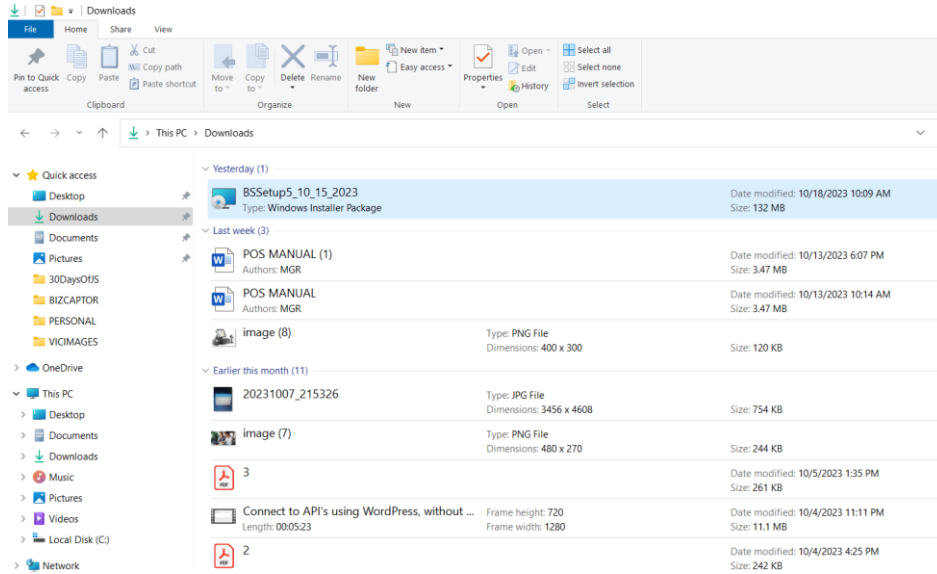 Downloads
File Home Share View
Pin to Quick access
Copy
Paste
Cut
Copy path
Paste shortcut
Clipboard
Move to
Copy to
Delete
Rename
Organize
New folder
New item
Easy access
New
Properties
Open
Edit
History
Open
Select all
Select none
Invert selection
Select
This PC > Downloads
Quick access
Desktop
Downloads
Documents
Pictures
30DaysOfJS
BIZCAPTOR
PERSONAL
VICIMAGES
OneDrive
This PC
Desktop
Documents
Downloads
Music
Pictures
Videos
Local Disk (C:)
Network
Yesterday (1)
BSSetup5_10_15_2023
Type: Windows Installer Package
Date modified: 10/18/2023 10:09 AM
Size: 132 MB
Last week (3)
POS MANUAL (1)
Authors: MGR
Date modified: 10/13/2023 6:07 PM
Size: 3.47 MB
POS MANUAL
Authors: MGR
Date modified: 10/13/2023 10:14 AM
Size: 3.47 MB
image (8)
Type: PNG File
Dimensions: 400 x 300
Size: 120 KB
Earlier this month (11)
20231007_215326
Type: JPG File
Dimensions: 3456 x 4608
Size: 754 KB
image (7)
Type: PNG File
Dimensions: 480 x 270
Size: 244 KB
PDF
3
Date modified: 10/5/2023 1:35 PM
Size: 261 KB
Connect to API's using WordPress, without ...
Length: 00:05:23
Frame height: 720
Frame width: 1280
Date modified: 10/4/2023 11:11 PM
Size: 11.1 MB
PDF
2
Date modified: 10/4/2023 4:25 PM
Size: 242 KB